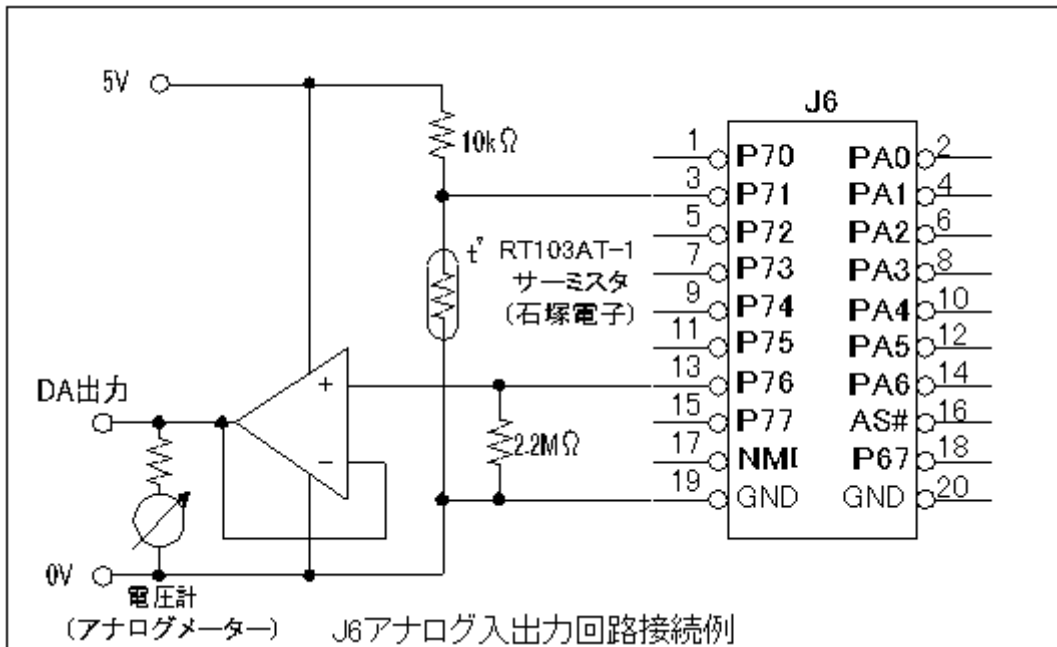 5V
10kΩ
t°
RT103AT-1
サーミスタ
(石塚電子)
DA出力
+
−
2.2MΩ
0V
電圧計
(アナログメーター)
J6
1 P70 PA0 2
3 P71 PA1 4
5 P72 PA2 6
7 P73 PA3 8
9 P74 PA4 10
11 P75 PA5 12
13 P76 PA6 14
15 P77 AS# 16
17 NMI P67 18
19 GND GND 20
J6アナログ入出力回路接続例